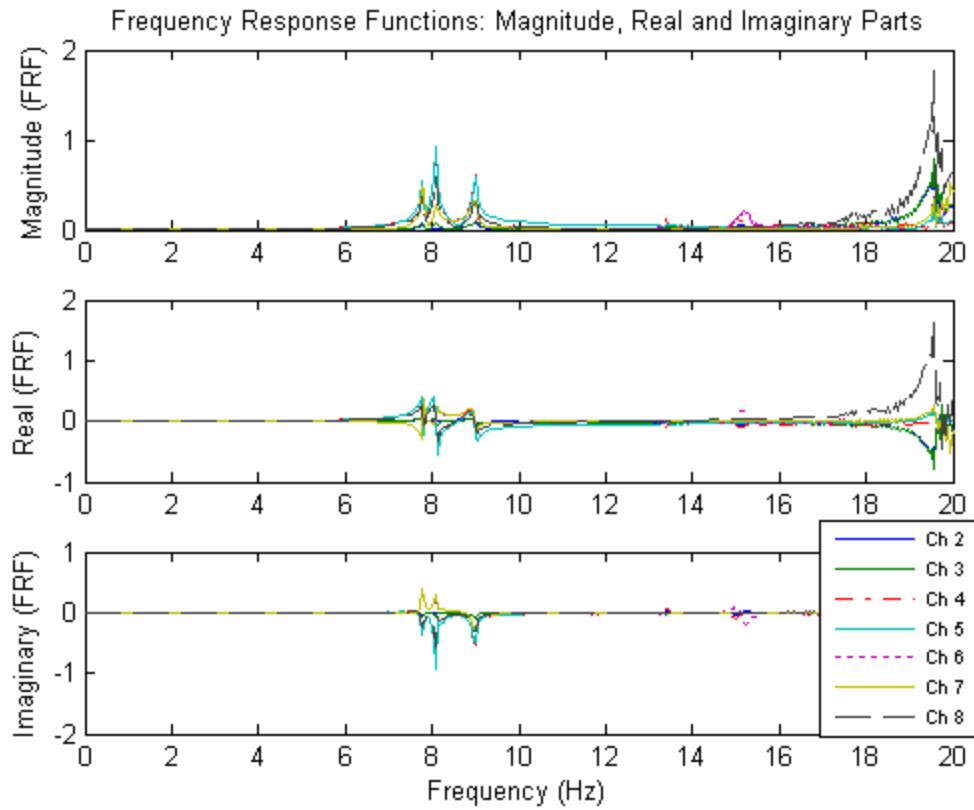 Frequency Response Functions: Magnitude, Real and Imaginary Parts
Magnitude (FRF)
2
1
0
0 2 4 6 8 10 12 14 16 18 20
Real (FRF)
2
1
0
-1
0 2 4 6 8 10 12 14 16 18 20
Imaginary (FRF)
1
0
-1
-2
0 2 4 6 8 10 12 14 16 18 20
Frequency (Hz)
Ch 2
Ch 3
Ch 4
Ch 5
Ch 6
Ch 7
Ch 8